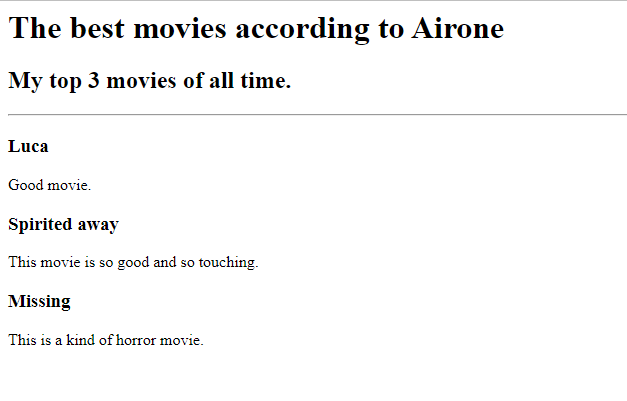 The best movies according to Airone
My top 3 movies of all time.
Luca
Good movie.
Spirited away
This movie is so good and so touching.
Missing
This is a kind of horror movie.